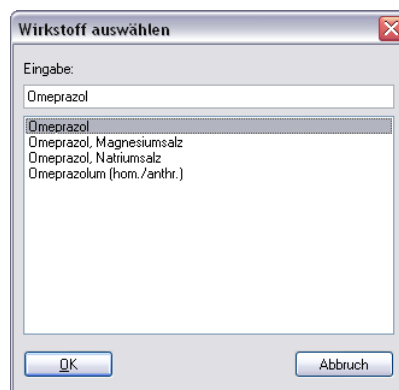 Wirkstoff auswählen
Eingabe:
Omeprazol
Omeprazol
Omeprazol, Magnesiumsalz
Omeprazol, Natriumsalz
Omeprazolum (hom./anthr.)
OK
Abbruch